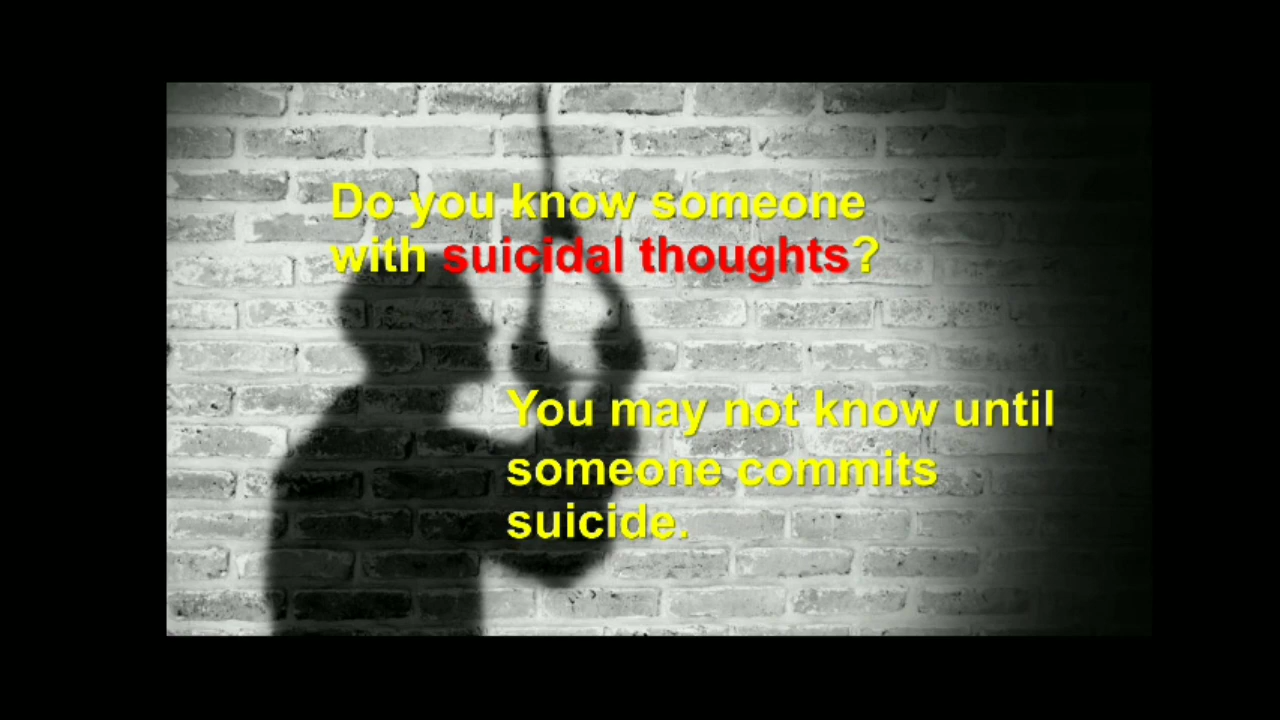 Do you know someone
with suicidal thoughts?
You may not know until
someone commits
suicide.